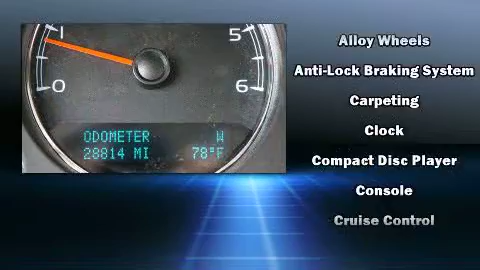 1
5
0
6
ODOMETER W
28814 MI 78°F
Alloy Wheels
Anti-Lock Braking System
Carpeting
Clock
Compact Disc Player
Console
Cruise Control